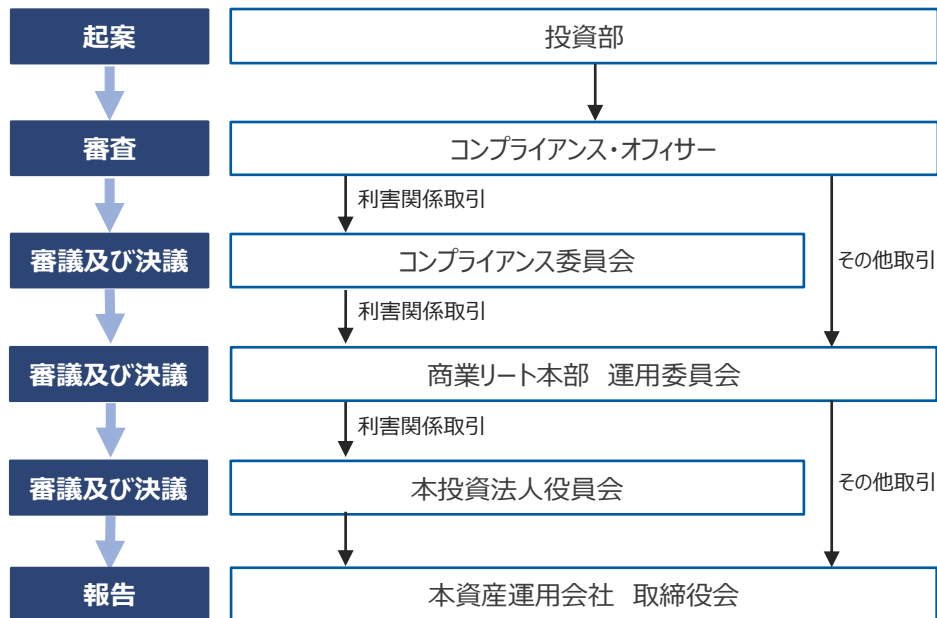 起案
投資部
審査
コンプライアンス・オフィサー
利害関係取引
審議及び決議
コンプライアンス委員会
その他取引
利害関係取引
審議及び決議
商業リート本部 運用委員会
利害関係取引
審議及び決議
本投資法人役員会
その他取引
報告
本資産運用会社 取締役会